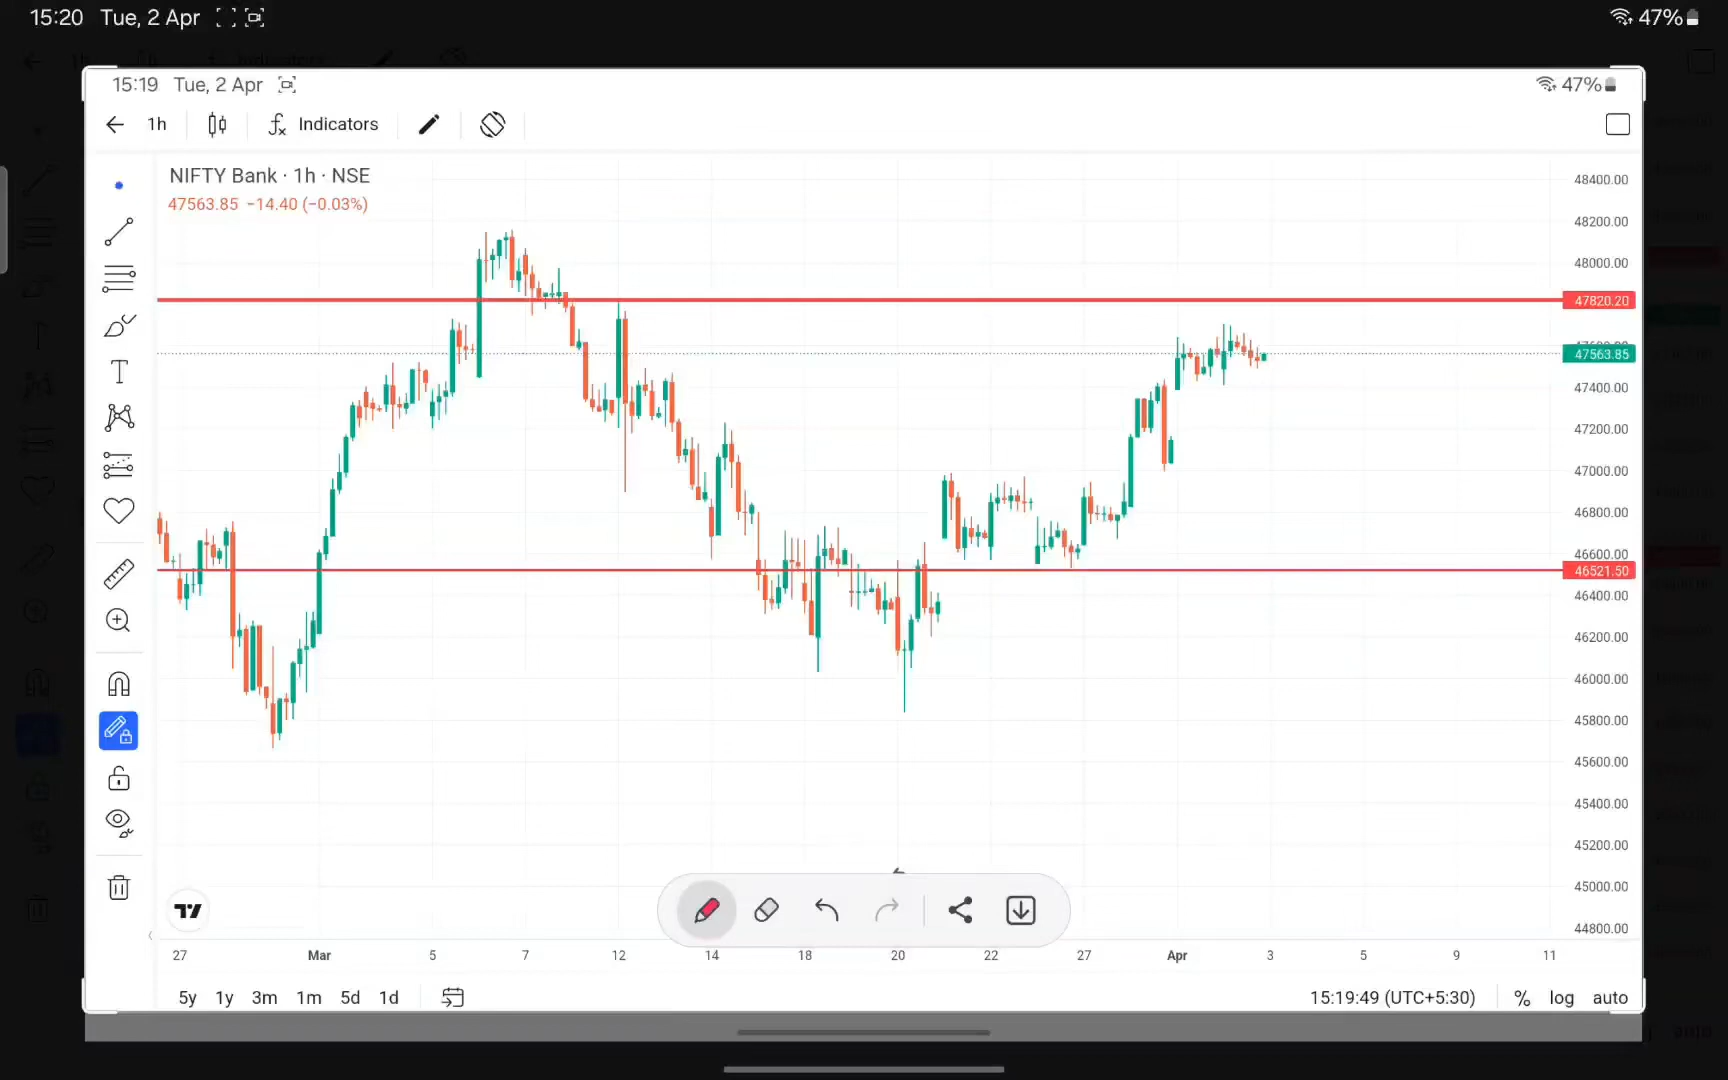 15:20 Tue, 2 Apr 47%
15:19 Tue, 2 Apr 47%
1h Indicators
NIFTY Bank · 1h · NSE
47563.85 −14.40 (−0.03%)
48400.00
48200.00
48000.00
47820.20
47563.85
47400.00
47200.00
47000.00
46800.00
46600.00
46521.50
46400.00
46200.00
46000.00
45800.00
45600.00
45400.00
45200.00
45000.00
44800.00
27 Mar 5 7 12 14 18 20 22 27 Apr 3 5 9 11
5y 1y 3m 1m 5d 1d 15:19:49 (UTC+5:30) % log auto